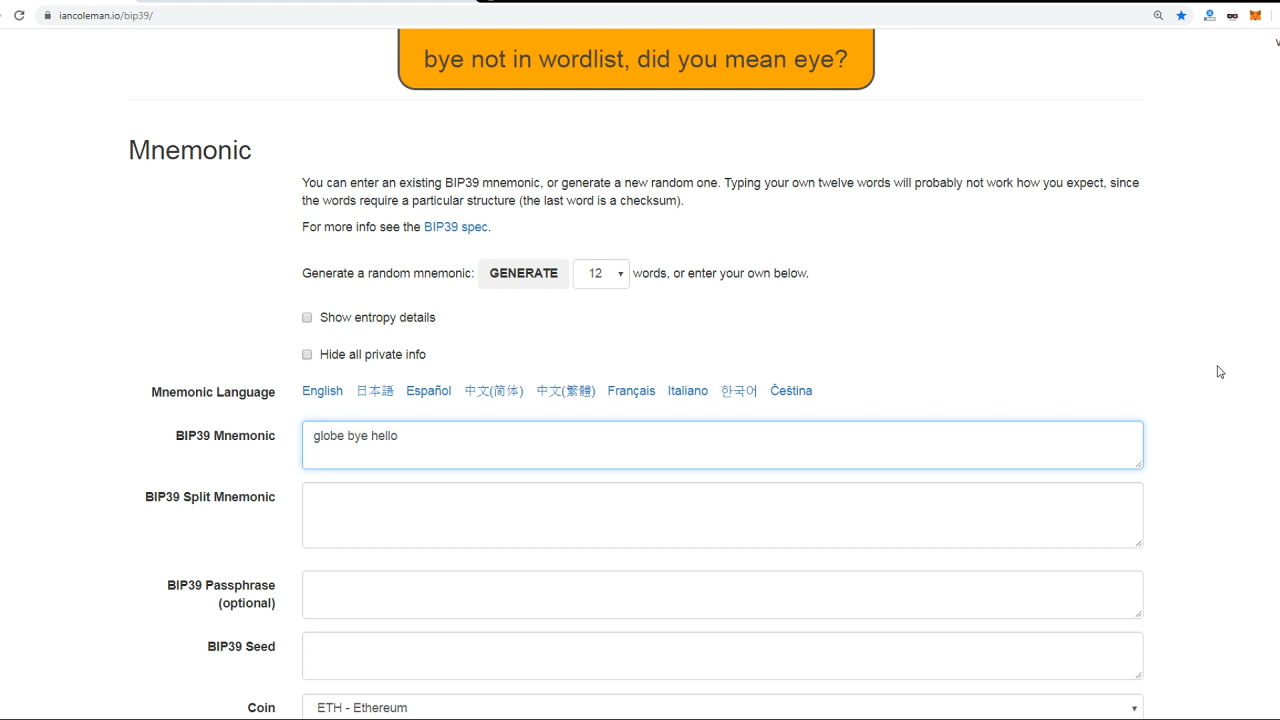 iancoleman.io/bip39/
bye not in wordlist, did you mean eye?
Mnemonic
You can enter an existing BIP39 mnemonic, or generate a new random one. Typing your own twelve words will probably not work how you expect, since
the words require a particular structure (the last word is a checksum).
For more info see the BIP39 spec.
Generate a random mnemonic: GENERATE 12 words, or enter your own below.
Show entropy details
Hide all private info
Mnemonic Language English 日本語 Español 中文(简体) 中文(繁體) Français Italiano 한국어 Čeština
BIP39 Mnemonic globe bye hello
BIP39 Split Mnemonic
BIP39 Passphrase
(optional)
BIP39 Seed
Coin ETH - Ethereum